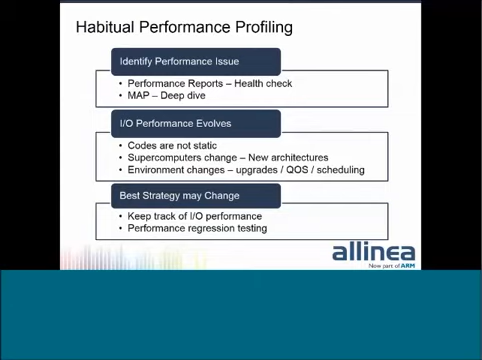 Habitual Performance Profiling
Identify Performance Issue
• Performance Reports – Health check
• MAP – Deep dive
I/O Performance Evolves
• Codes are not static
• Supercomputers change – New architectures
• Environment changes – upgrades / QOS / scheduling
Best Strategy may Change
• Keep track of I/O performance
• Performance regression testing
allinea
Now part of ARM